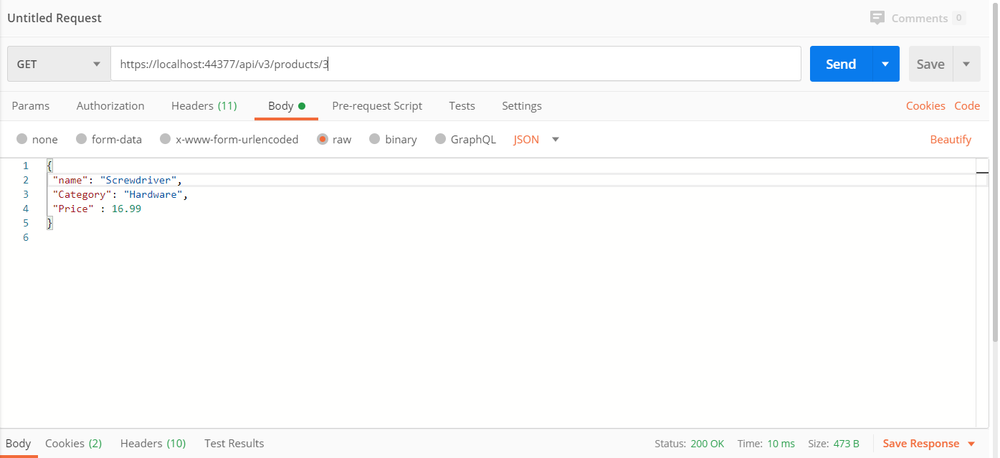 Untitled Request Comments 0
GET https://localhost:44377/api/v3/products/3 Send Save
Params Authorization Headers (11) Body Pre-request Script Tests Settings Cookies Code
none form-data x-www-form-urlencoded raw binary GraphQL JSON Beautify
1 {
2 "name": "Screwdriver",
3 "Category": "Hardware",
4 "Price" : 16.99
5 }
6
Body Cookies (2) Headers (10) Test Results Status: 200 OK Time: 10 ms Size: 473 B Save Response